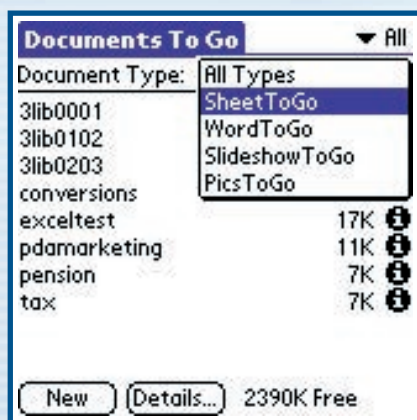 Documents To Go ▼ All
Document Type: All Types
3lib0001 SheetToGo
3lib0102 WordToGo
3lib0203 SlideshowToGo
conversions PicsToGo
exceltest 17K
pdamarketing 11K
pension 7K
tax 7K
New Details... 2390K Free